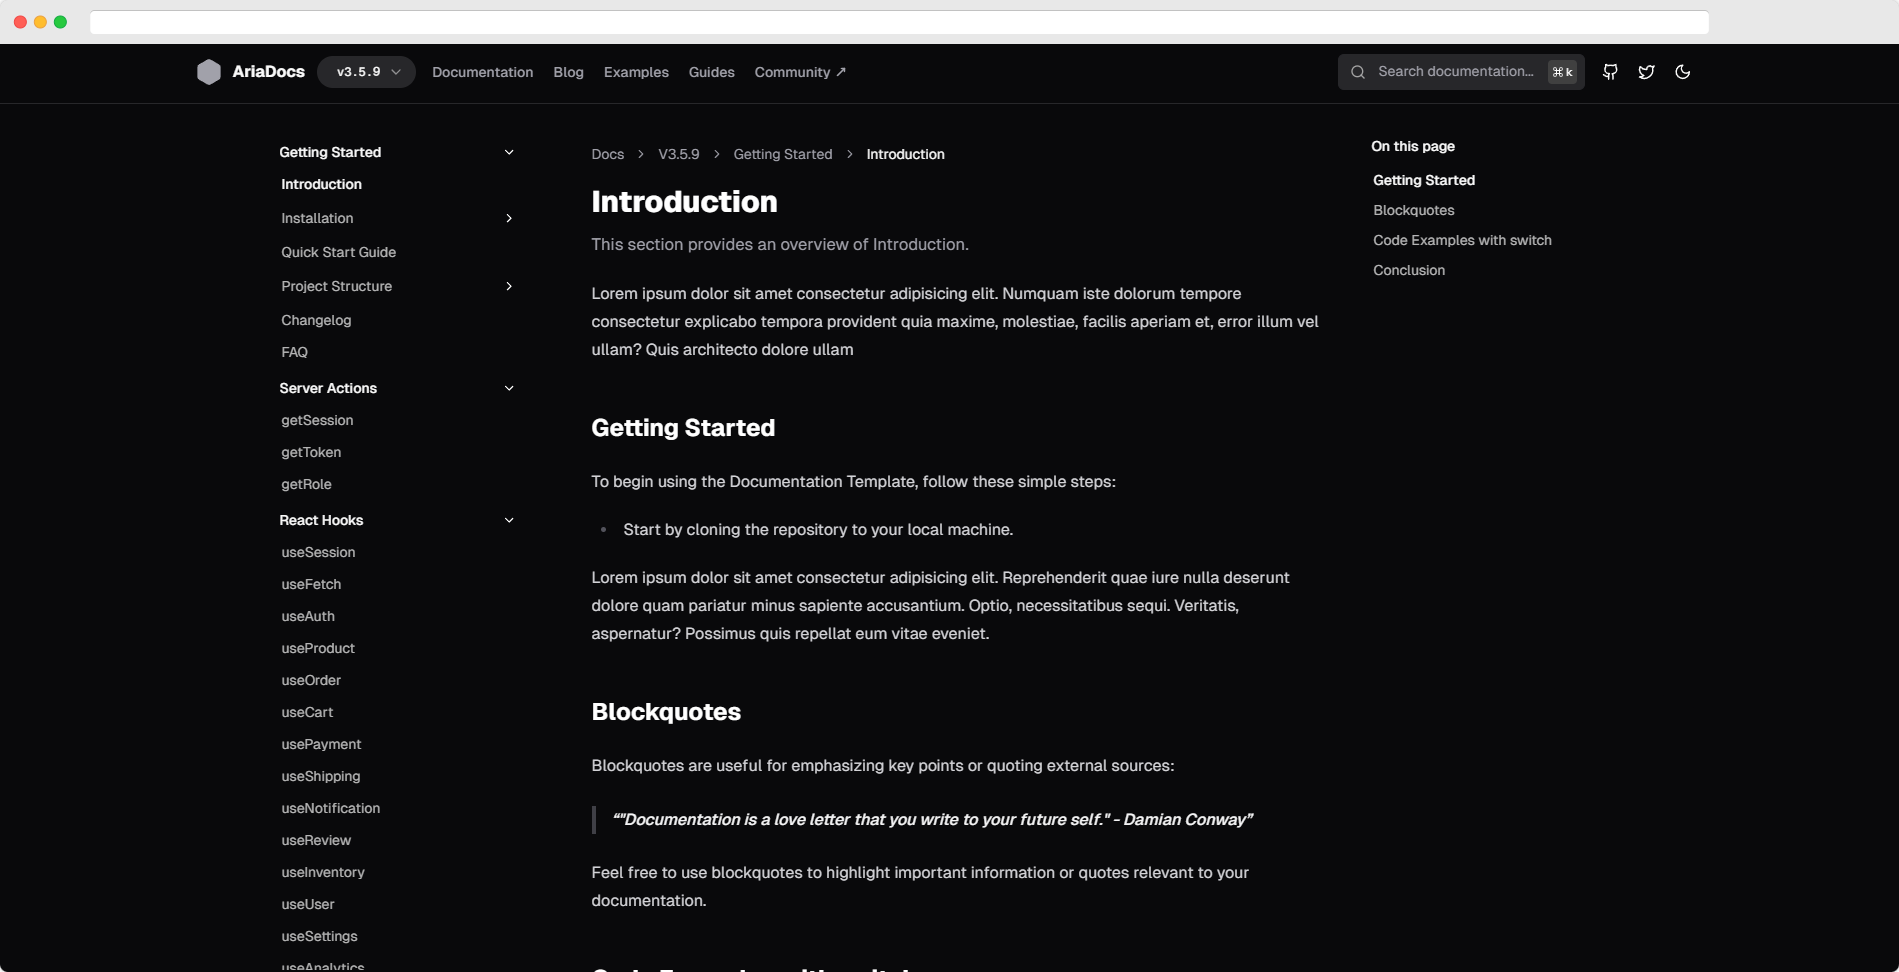 AriaDocs
v3.5.9
Documentation
Blog
Examples
Guides
Community ↗
Search documentation...
⌘k
Getting Started
Introduction
Installation
Quick Start Guide
Project Structure
Changelog
FAQ
Server Actions
getSession
getToken
getRole
React Hooks
useSession
useFetch
useAuth
useProduct
useOrder
useCart
usePayment
useShipping
useNotification
useReview
useInventory
useUser
useSettings
useAnalytics
Docs > V3.5.9 > Getting Started > Introduction
Introduction
This section provides an overview of Introduction.
Lorem ipsum dolor sit amet consectetur adipisicing elit. Numquam iste dolorum tempore
consectetur explicabo tempora provident quia maxime, molestiae, facilis aperiam et, error illum vel
ullam? Quis architecto dolore ullam
Getting Started
To begin using the Documentation Template, follow these simple steps:
• Start by cloning the repository to your local machine.
Lorem ipsum dolor sit amet consectetur adipisicing elit. Reprehenderit quae iure nulla deserunt
dolore quam pariatur minus sapiente accusantium. Optio, necessitatibus sequi. Veritatis,
aspernatur? Possimus quis repellat eum vitae eveniet.
Blockquotes
Blockquotes are useful for emphasizing key points or quoting external sources:
“"Documentation is a love letter that you write to your future self." - Damian Conway”
Feel free to use blockquotes to highlight important information or quotes relevant to your
documentation.
Code Examples with switch
On this page
Getting Started
Blockquotes
Code Examples with switch
Conclusion